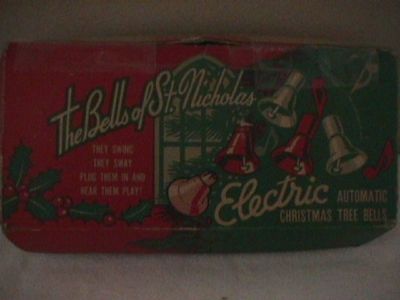 The Bells of St. Nicholas
THEY SWING
THEY SWAY
PLUG THEM IN AND
HEAR THEM PLAY!
Electric AUTOMATIC
CHRISTMAS TREE BELLS